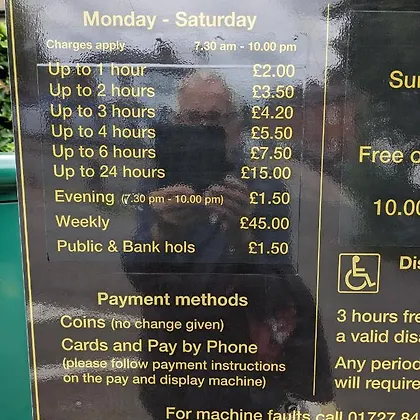 Monday - Saturday
Charges apply 7.30 am - 10.00 pm
Up to 1 hour £2.00
Up to 2 hours £3.50
Up to 3 hours £4.20
Up to 4 hours £5.50
Up to 6 hours £7.50
Up to 24 hours £15.00
Evening (7.30 pm - 10.00 pm) £1.50
Weekly £45.00
Public & Bank hols £1.50
Payment methods
Coins (no change given)
Cards and Pay by Phone
(please follow payment instructions
on the pay and display machine)
Su
Free
10.00
Dis
3 hours fre
a valid disa
Any period
will require
For machine faults call 01727 84